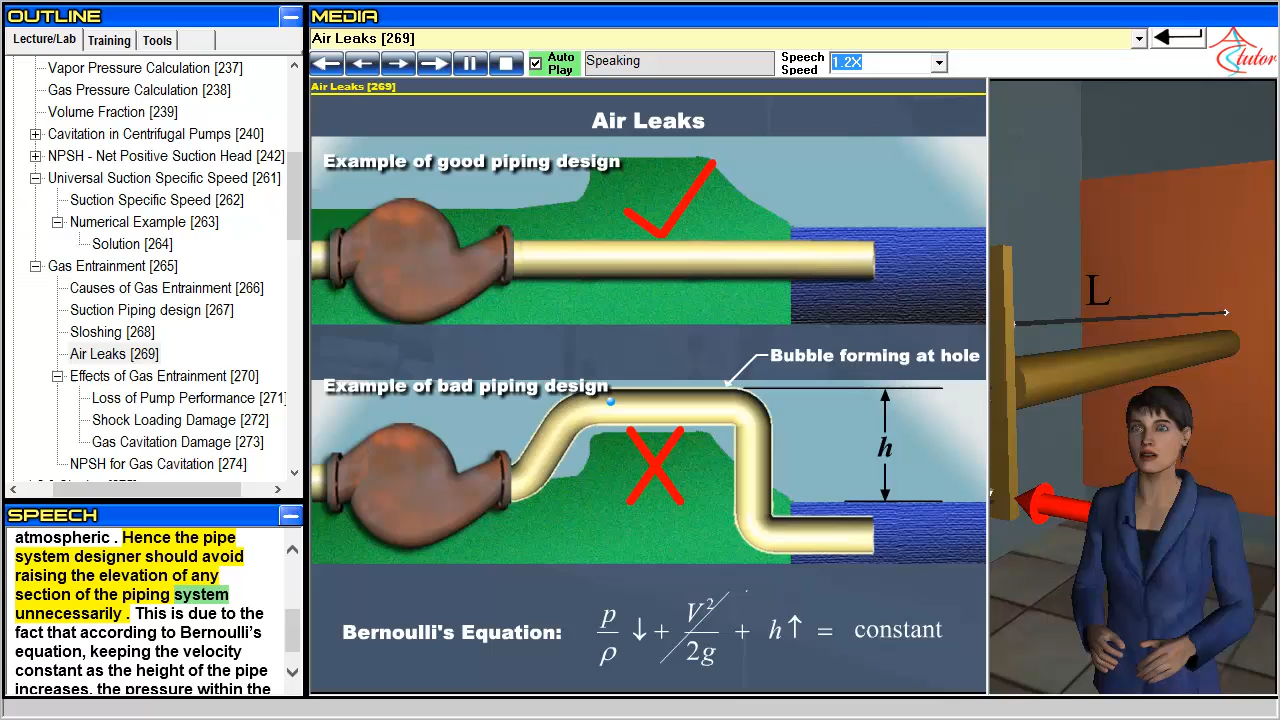 OUTLINE
Lecture/Lab Training Tools
Vapor Pressure Calculation [237]
Gas Pressure Calculation [238]
Volume Fraction [239]
Cavitation in Centrifugal Pumps [240]
NPSH - Net Positive Suction Head [242]
Universal Suction Specific Speed [261]
Suction Specific Speed [262]
Numerical Example [263]
Solution [264]
Gas Entrainment [265]
Causes of Gas Entrainment [266]
Suction Piping design [267]
Sloshing [268]
Air Leaks [269]
Effects of Gas Entrainment [270]
Loss of Pump Performance [271]
Shock Loading Damage [272]
Gas Cavitation Damage [273]
NPSH for Gas Cavitation [274]
SPEECH
atmospheric . Hence the pipe
system designer should avoid
raising the elevation of any
section of the piping system
unnecessarily . This is due to the
fact that according to Bernoulli's
equation, keeping the velocity
constant as the height of the pipe
increases, the pressure within the
MEDIA
Air Leaks [269]
Auto
Play
Speaking
Speech
Speed
1.2X
tutor
Air Leaks [269]
Air Leaks
Example of good piping design
Bubble forming at hole
Example of bad piping design
h
Bernoulli's Equation: p/ρ ↓ + V²/2g + h↑ = constant
L